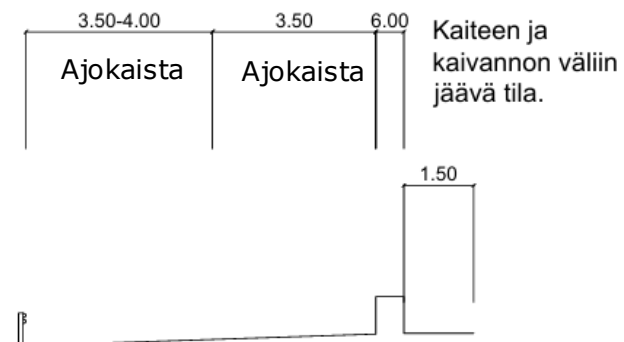 3.50-4.00 3.50 6.00
Ajokaista Ajokaista
Kaiteen ja
kaivannon väliin
jäävä tila.
1.50